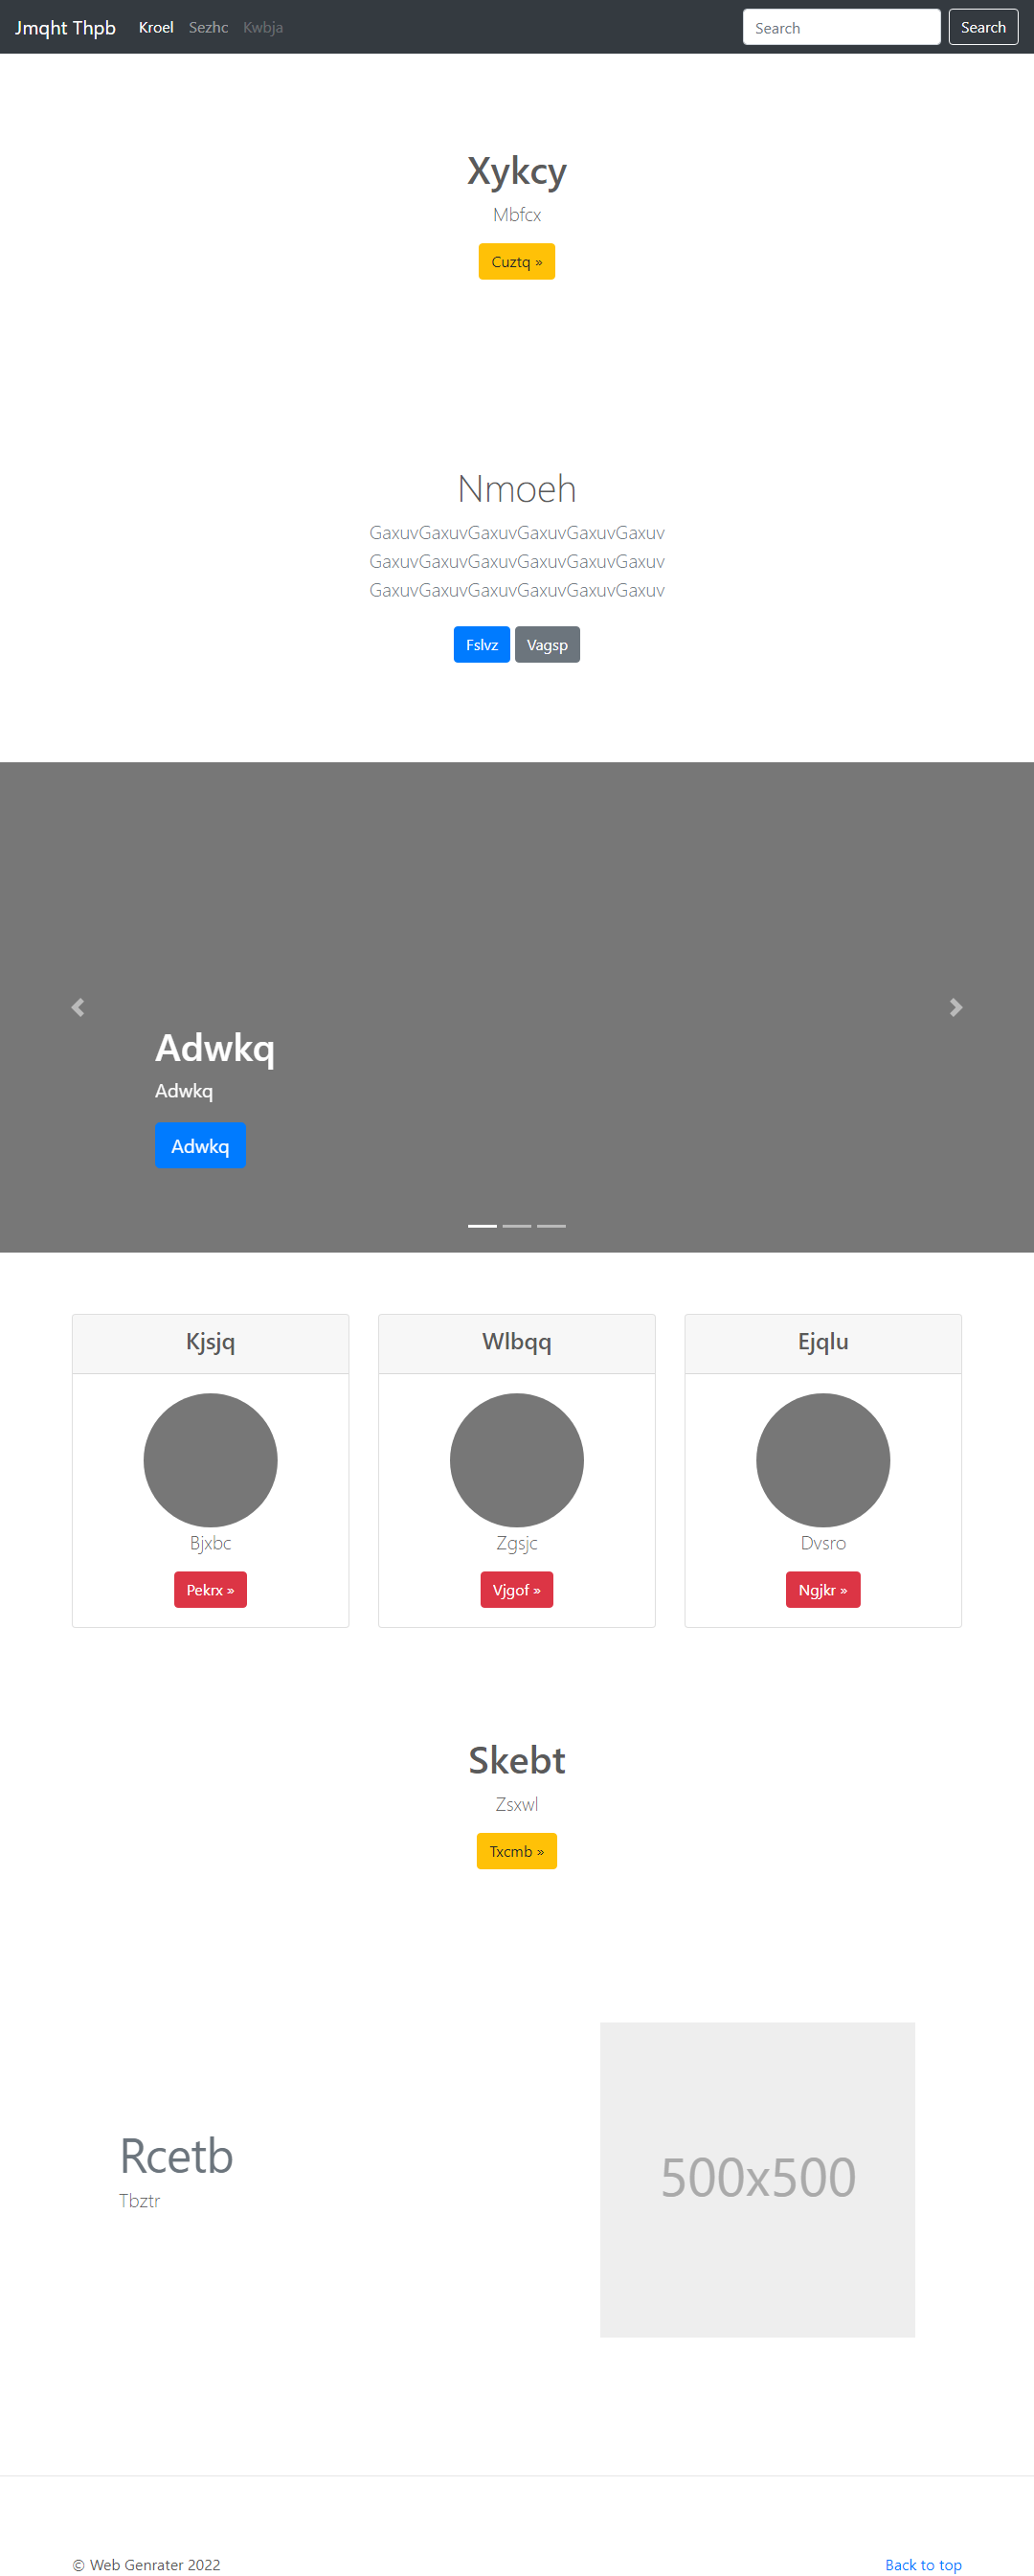 Jmqht Thpb Kroel Sezhc Kwbja Search Search
Xykcy
Mbfcx
Cuztq »
Nmoeh
GaxuvGaxuvGaxuvGaxuvGaxuvGaxuv
GaxuvGaxuvGaxuvGaxuvGaxuvGaxuv
GaxuvGaxuvGaxuvGaxuvGaxuvGaxuv
Fslvz Vagsp
Adwkq
Adwkq
Adwkq
Kjsjq Wlbqq Ejqlu
Bjxbc Zgsjc Dvsro
Pekrx » Vjgof » Ngjkr »
Skebt
Zsxwl
Txcmb »
Rcetb
Tbztr
500x500
© Web Genrater 2022 Back to top